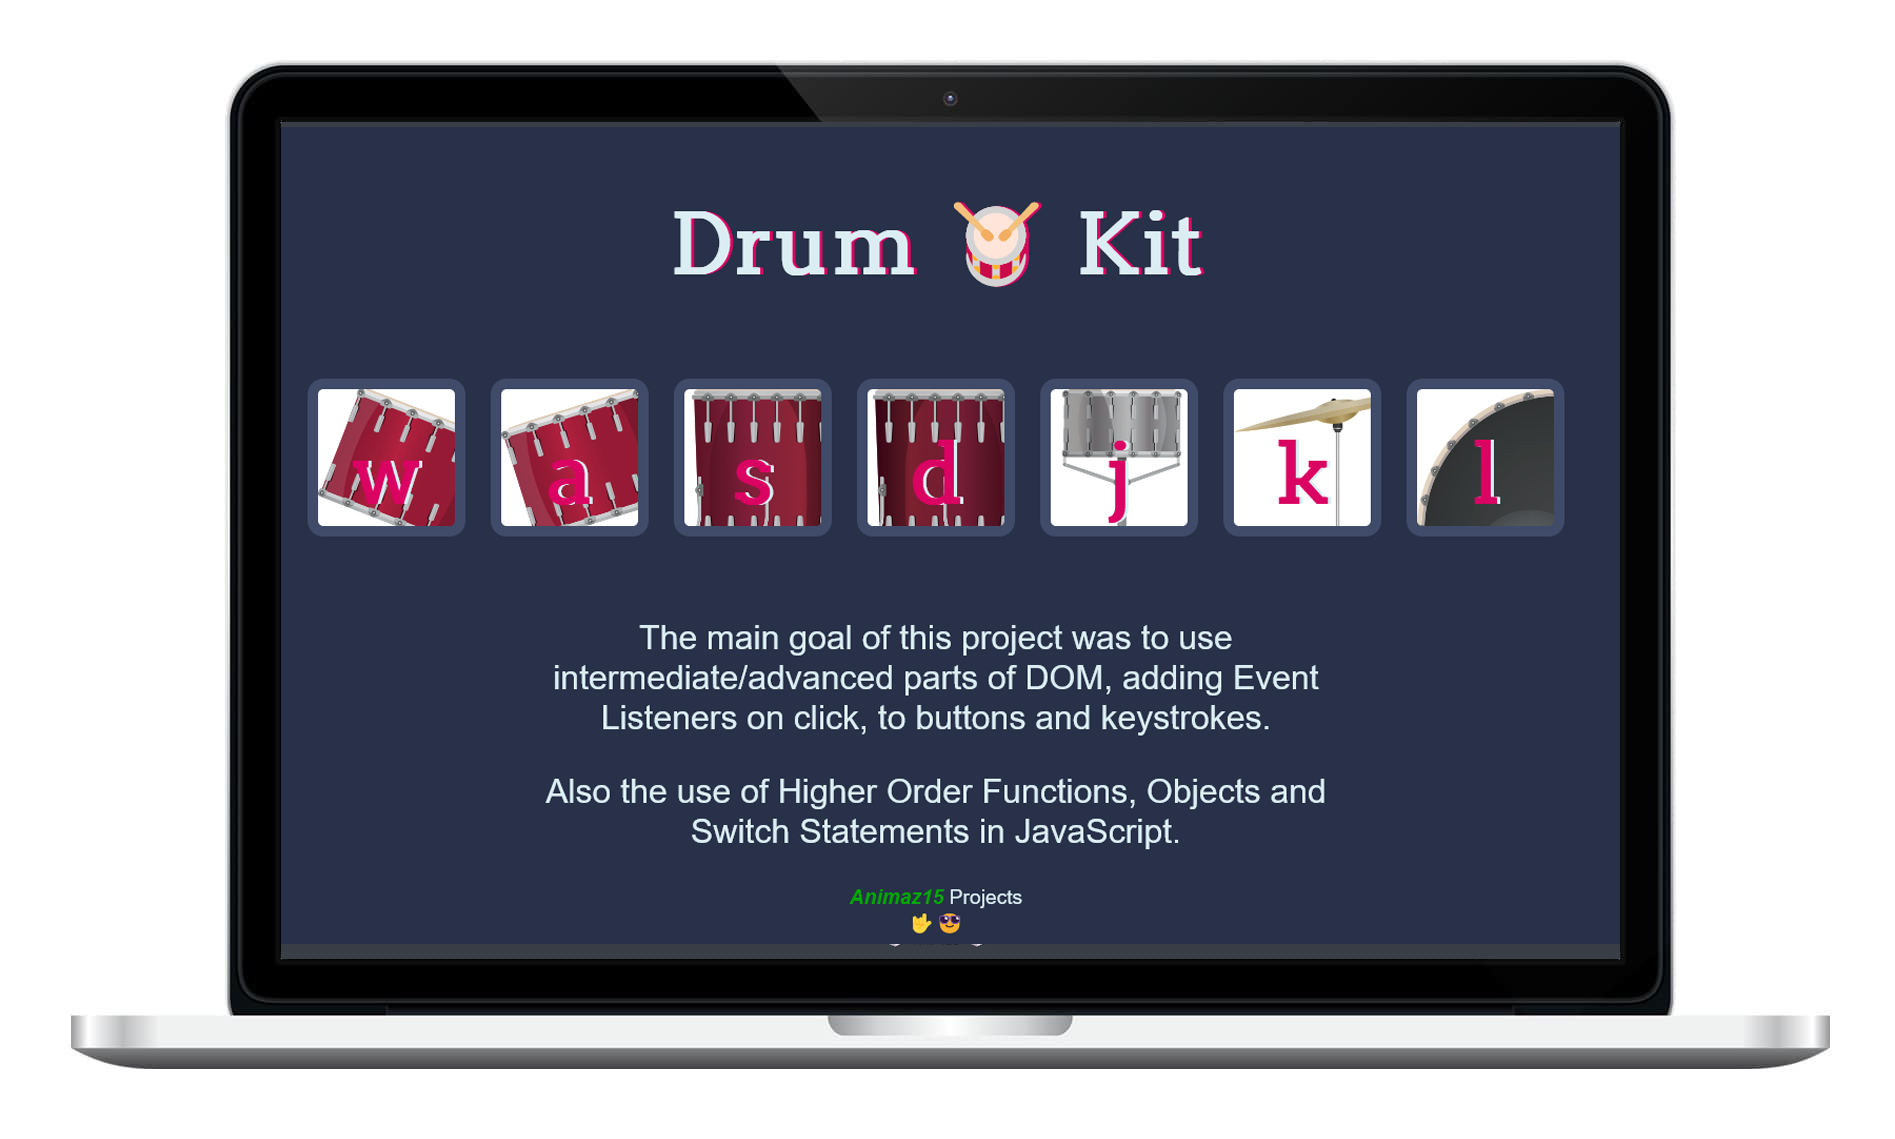 Drum 🥁 Kit
w a s d j k l
The main goal of this project was to use
intermediate/advanced parts of DOM, adding Event
Listeners on click, to buttons and keystrokes.
Also the use of Higher Order Functions, Objects and
Switch Statements in JavaScript.
Animaz15 Projects
🤟 😎